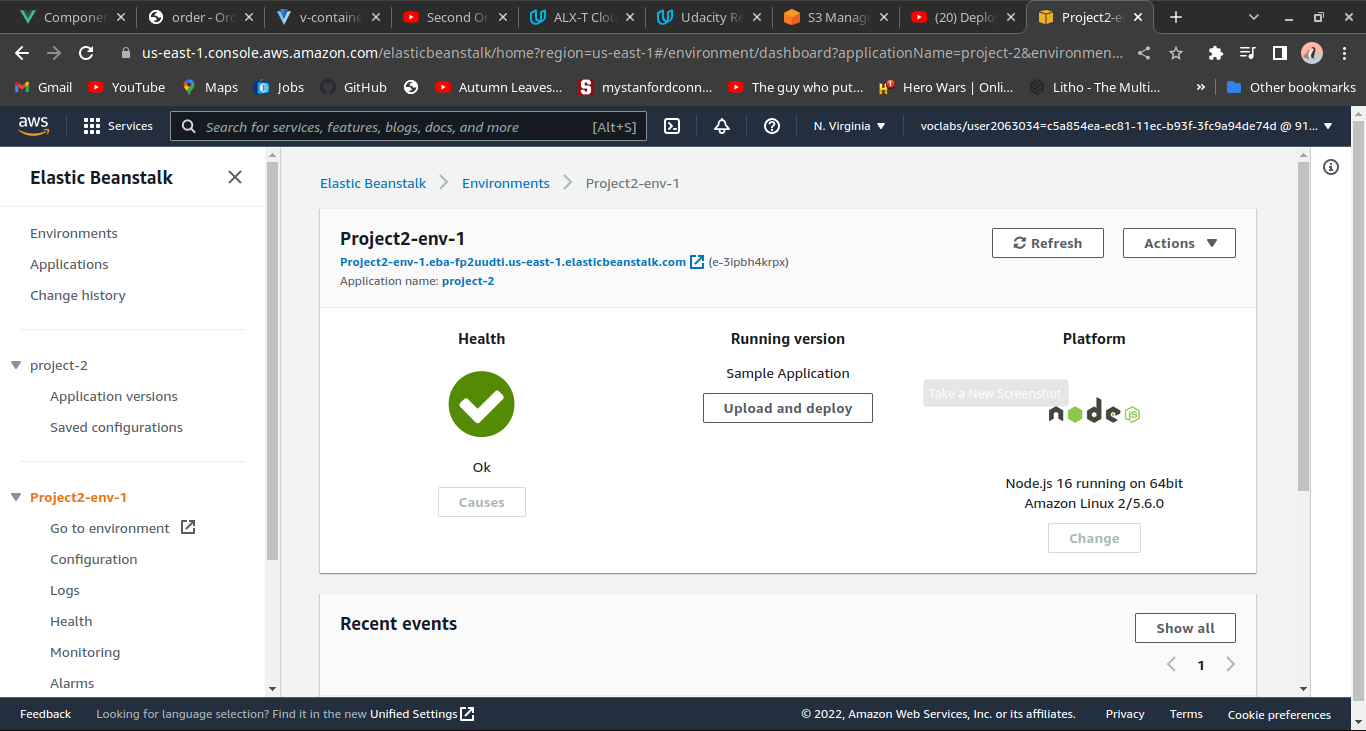 Componer
order - Orc
v-containe
Second Or
ALX-T Clou
Udacity Re
S3 Manag
(20) Deplo
Project2-e
us-east-1.console.aws.amazon.com/elasticbeanstalk/home?region=us-east-1#/environment/dashboard?applicationName=project-2&environmen...
Gmail
YouTube
Maps
Jobs
GitHub
Autumn Leaves...
mystanfordconn...
The guy who put...
Hero Wars | Onli...
Litho - The Multi...
»
Other bookmarks
aws
Services
Search for services, features, blogs, docs, and more [Alt+S]
N. Virginia
voclabs/user2063034=c5a854ea-ec81-11ec-b93f-3fc9a94de74d @ 91...
Elastic Beanstalk
Environments
Applications
Change history
project-2
Application versions
Saved configurations
Project2-env-1
Go to environment
Configuration
Logs
Health
Monitoring
Alarms
Elastic Beanstalk
Environments
Project2-env-1
Project2-env-1
Project2-env-1.eba-fp2uudti.us-east-1.elasticbeanstalk.com (e-3ipbh4krpx)
Application name: project-2
Refresh
Actions
Health
Ok
Causes
Running version
Sample Application
Upload and deploy
Platform
Take a New Screenshot
node JS
Node.js 16 running on 64bit
Amazon Linux 2/5.6.0
Change
Recent events
Show all
1
Feedback
Looking for language selection? Find it in the new Unified Settings
© 2022, Amazon Web Services, Inc. or its affiliates.
Privacy
Terms
Cookie preferences